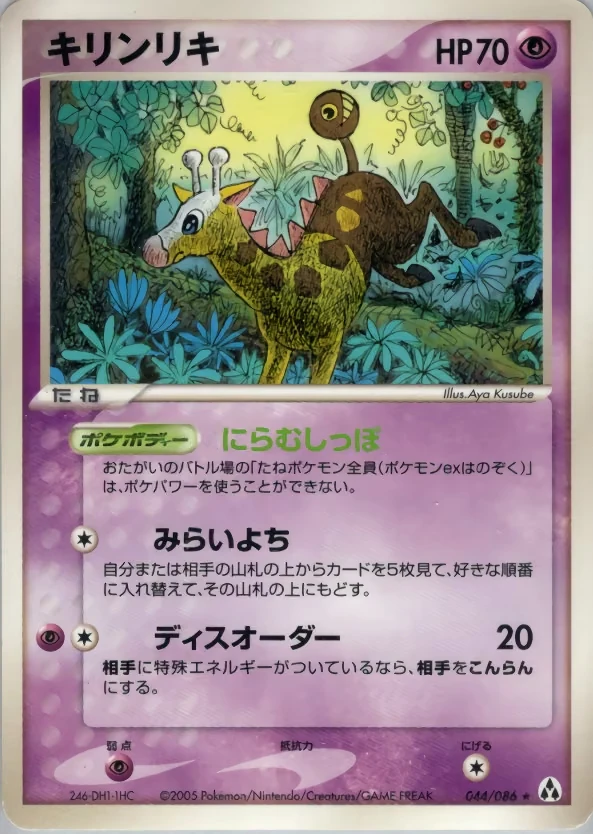 キリンリキ HP70
たね Illus.Aya Kusube
ポケボディー にらむしっぽ
おたがいのバトル場の「たねポケモン全員(ポケモンexはのぞく)」
は、ポケパワーを使うことができない。
みらいよち
自分または相手の山札の上からカードを5枚見て、好きな順番
に入れ替えて、その山札の上にもどす。
ディスオーダー 20
相手に特殊エネルギーがついているなら、相手をこんらん
にする。
弱点 抵抗力 にげる
246-DH1-1HC ©2005 Pokémon/Nintendo/Creatures/GAME FREAK 044/086 ★